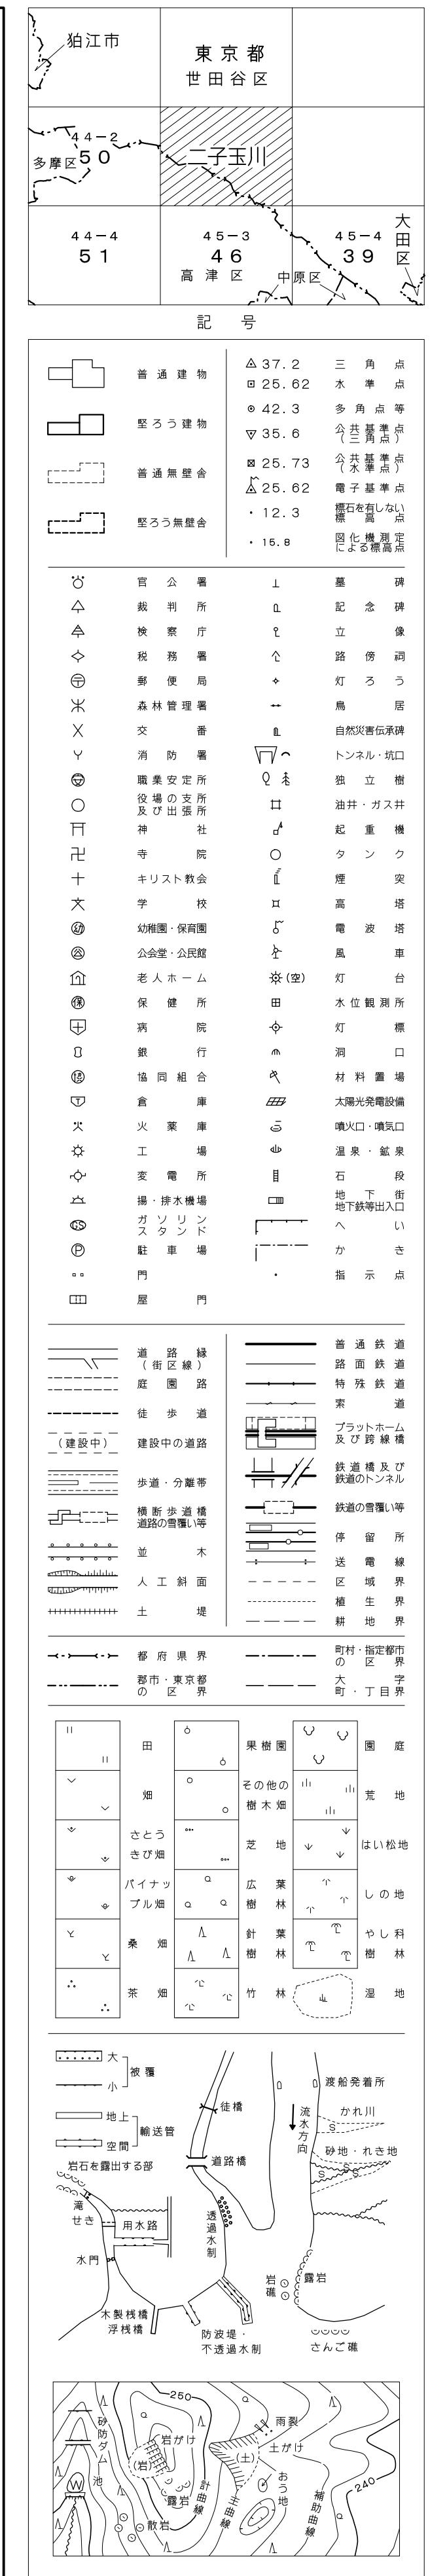 狛江市
東京都
世田谷区
44-2
50
多摩区
二子玉川
44-4
51
45-3
46
高津区
中原区
45-4
39
大田区
記号
普通建物
堅ろう建物
普通無壁舎
堅ろう無壁舎
37.2 三角点
25.62 水準点
42.3 多角点等
35.6 公共基準点
(三角点)
25.73 公共基準点
(水準点)
25.62 電子基準点
12.3 標石を有しない
標高点
15.8 図化機測定
による標高点
官公署
裁判所
検察庁
税務署
郵便局
森林管理署
交番
消防署
職業安定所
役場の支所
及び出張所
神社
寺院
キリスト教会
学校
幼 幼稚園・保育園
公 公会堂・公民館
老人ホーム
保 保健所
病院
銀行
協 協同組合
T 倉庫
火薬庫
工場
変電所
揚・排水機場
GS ガソリン
スタンド
P 駐車場
門
屋門
墓碑
記念碑
立像
路傍祠
灯ろう
鳥居
自然災害伝承碑
トンネル・坑口
独立樹
油井・ガス井
起重機
タンク
煙突
高塔
電波塔
風車
(空) 灯台
水位観測所
灯標
洞口
材料置場
太陽光発電設備
噴火口・噴気口
温泉・鉱泉
石段
地下街
地下鉄等出入口
へい
かき
指示点
道路縁
(街区線)
庭園路
徒歩道
(建設中) 建設中の道路
歩道・分離帯
横断歩道橋
道路の雪覆い等
並木
人工斜面
土堤
普通鉄道
路面鉄道
特殊鉄道
索道
プラットホーム
及び跨線橋
鉄道橋及び
鉄道のトンネル
鉄道の雪覆い等
停留所
送電線
区域界
植生界
耕地界
都府県界
郡市・東京都
の区界
町村・指定都市
の区界
大字
町・丁目界
田
畑
さとう
きび畑
パイナッ
プル畑
桑畑
茶畑
果樹園
その他の
樹木畑
芝地
広葉
樹林
針葉
樹林
竹林
園庭
荒地
はい松地
しの地
やし科
樹林
湿地
大
小
被覆
地上
空間
輸送管
岩石を露出する部
滝
せき
用水路
水門
木製桟橋
浮桟橋
徒橋
道路橋
透過水制
防波堤・
不透過水制
渡船発着所
流水方向
かれ川
砂地・れき地
S
S
S
岩礁
露岩
さんご礁
砂防ダム
W
池
250
岩がけ
(岩)
露岩
散岩
計曲線
主曲線
(土)
土がけ
雨裂
おう地
補助曲線
240